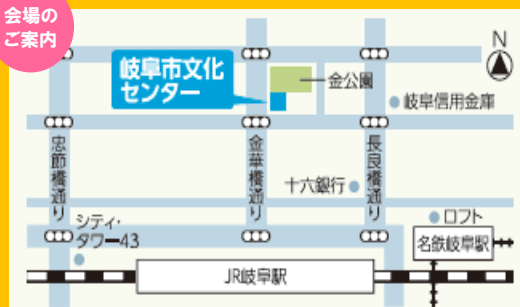 会場の
ご案内
N
岐阜市文化
センター
金公園
岐阜信用金庫
忠節橋通り
金華橋通り
長良橋通り
十六銀行
シティ・
タワー43
ロフト
名鉄岐阜駅
JR岐阜駅